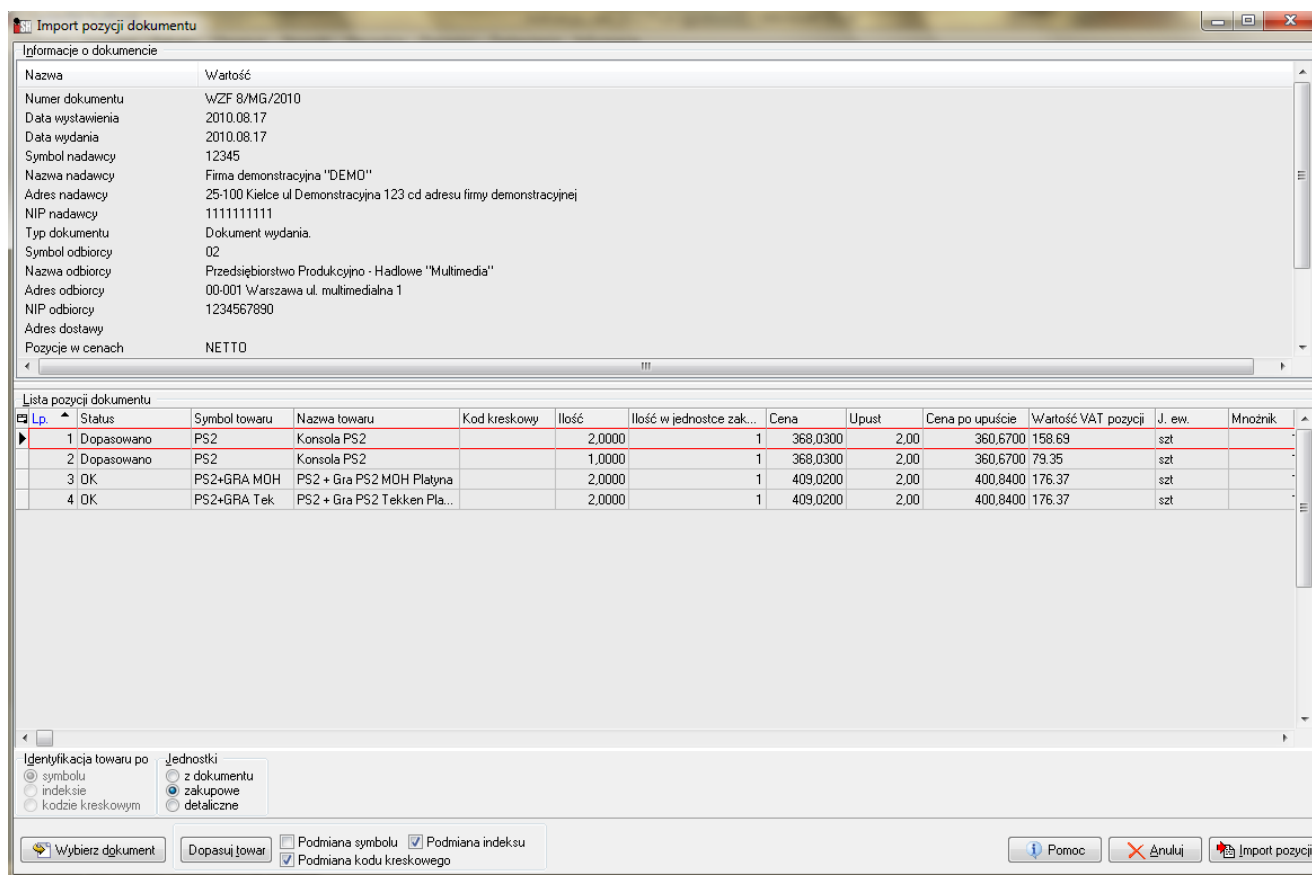 Import pozycji dokumentu
Informacje o dokumencie
Nazwa Wartość
Numer dokumentu WZF 8/MG/2010
Data wystawienia 2010.08.17
Data wydania 2010.08.17
Symbol nadawcy 12345
Nazwa nadawcy Firma demonstracyjna "DEMO"
Adres nadawcy 25-100 Kielce ul Demonstracyjna 123 cd adresu firmy demonstracyjnej
NIP nadawcy 1111111111
Typ dokumentu Dokument wydania.
Symbol odbiorcy 02
Nazwa odbiorcy Przedsiębiorstwo Produkcyjno - Hadlowe "Multimedia"
Adres odbiorcy 00-001 Warszawa ul. multimedialna 1
NIP odbiorcy 1234567890
Adres dostawy
Pozycje w cenach NETTO
Lista pozycji dokumentu
Lp. Status Symbol towaru Nazwa towaru Kod kreskowy Ilość Ilość w jednostce zak... Cena Upust Cena po upuście Wartość VAT pozycji J. ew. Mnożnik
1 Dopasowano PS2 Konsola PS2 2,0000 1 368,0300 2,00 360,6700 158.69 szt
2 Dopasowano PS2 Konsola PS2 1,0000 1 368,0300 2,00 360,6700 79.35 szt
3 OK PS2+GRA MOH PS2 + Gra PS2 MOH Platyna 2,0000 1 409,0200 2,00 400,8400 176.37 szt
4 OK PS2+GRA Tek PS2 + Gra PS2 Tekken Pla... 2,0000 1 409,0200 2,00 400,8400 176.37 szt
Identyfikacja towaru po Jednostki
symbolu z dokumentu
indeksie zakupowe
kodzie kreskowym detaliczne
Wybierz dokument Dopasuj towar Podmiana symbolu Podmiana indeksu
Podmiana kodu kreskowego
Pomoc Anuluj Import pozycji